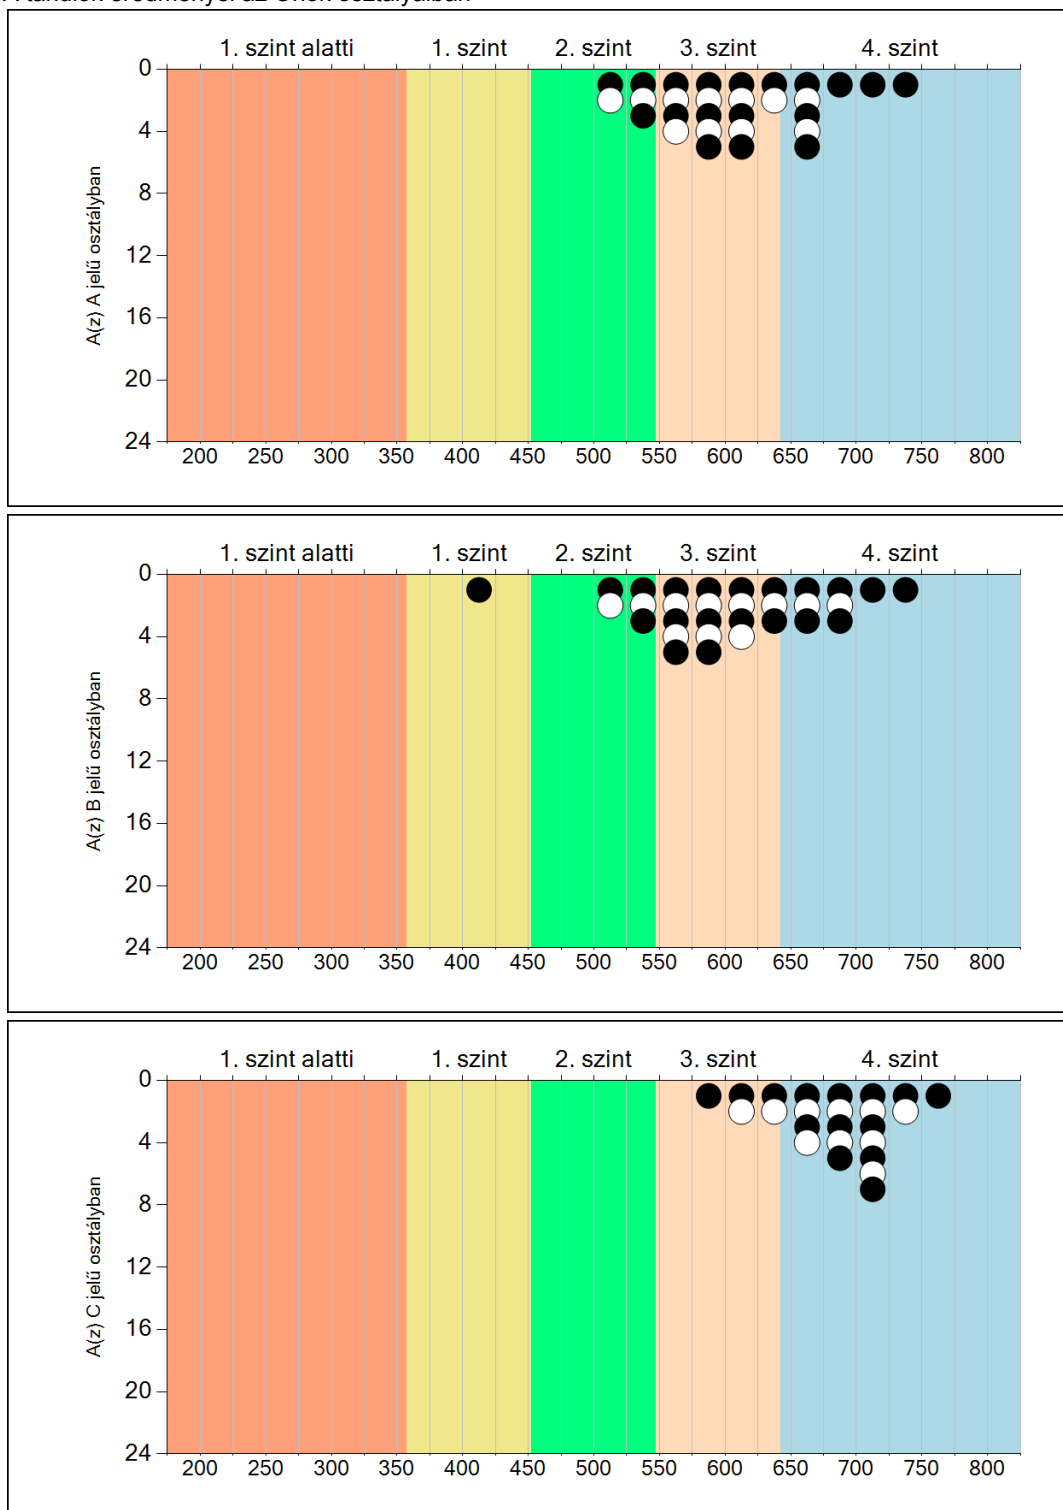 A tanulók eredményei az Önök osztályaiban
1. szint alatti 1. szint 2. szint 3. szint 4. szint
0
4
8
12
16
20
24
A(z) A jelű osztályban
200 250 300 350 400 450 500 550 600 650 700 750 800
1. szint alatti 1. szint 2. szint 3. szint 4. szint
0
4
8
12
16
20
24
A(z) B jelű osztályban
200 250 300 350 400 450 500 550 600 650 700 750 800
1. szint alatti 1. szint 2. szint 3. szint 4. szint
0
4
8
12
16
20
24
A(z) C jelű osztályban
200 250 300 350 400 450 500 550 600 650 700 750 800